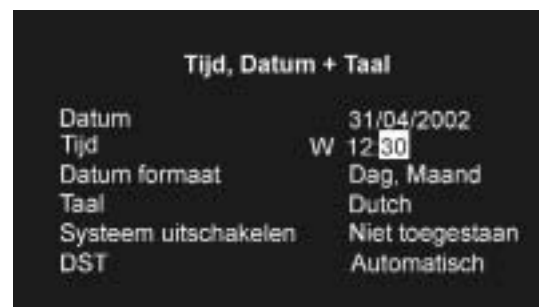 Tijd, Datum + Taal
Datum 31/04/2002
Tijd W 12:30
Datum formaat Dag, Maand
Taal Dutch
Systeem uitschakelen Niet toegestaan
DST Automatisch